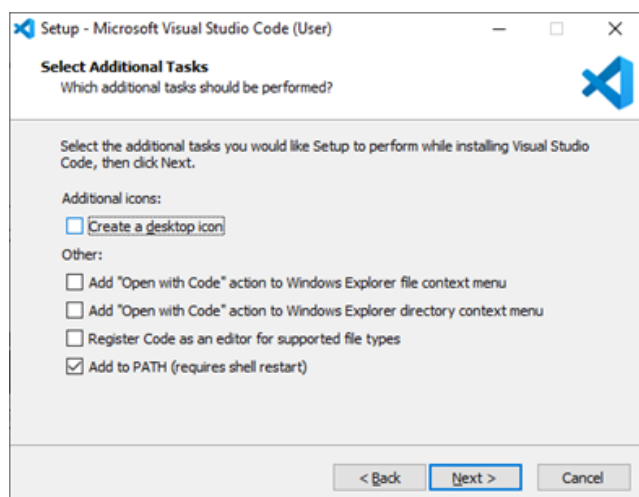 Setup - Microsoft Visual Studio Code (User)
Select Additional Tasks
Which additional tasks should be performed?
Select the additional tasks you would like Setup to perform while installing Visual Studio
Code, then click Next.
Additional icons:
Create a desktop icon
Other:
Add "Open with Code" action to Windows Explorer file context menu
Add "Open with Code" action to Windows Explorer directory context menu
Register Code as an editor for supported file types
Add to PATH (requires shell restart)
< Back
Next >
Cancel